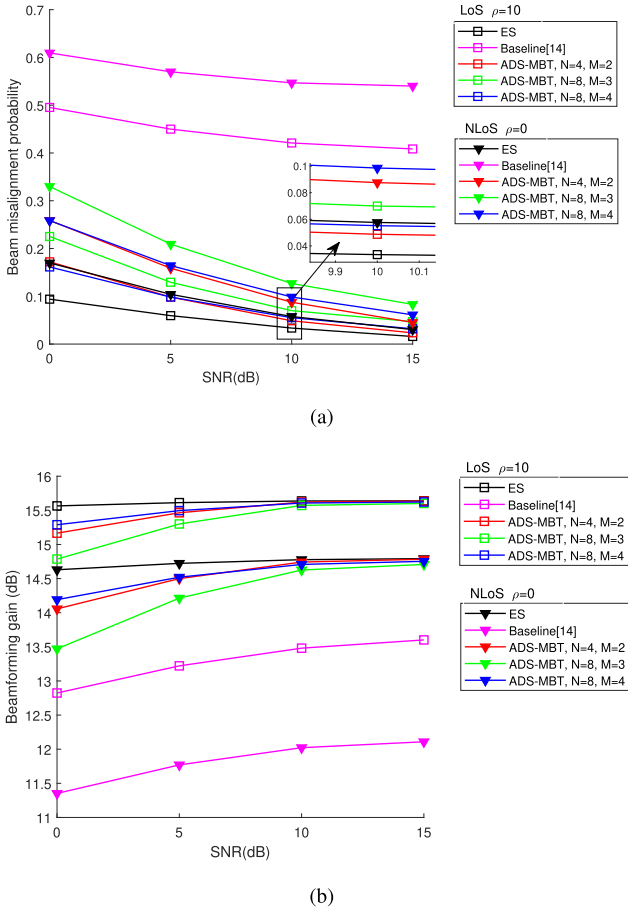 LoS ρ=10
ES
Baseline[14]
ADS-MBT, N=4, M=2
ADS-MBT, N=8, M=3
ADS-MBT, N=8, M=4
NLoS ρ=0
ES
Baseline[14]
ADS-MBT, N=4, M=2
ADS-MBT, N=8, M=3
ADS-MBT, N=8, M=4
Beam misalignment probability
0.7
0.6
0.5
0.4
0.3
0.2
0.1
0
0.1
0.08
0.06
0.04
9.9
10
10.1
0
5
10
15
SNR(dB)
(a)
LoS ρ=10
ES
Baseline[14]
ADS-MBT, N=4, M=2
ADS-MBT, N=8, M=3
ADS-MBT, N=8, M=4
NLoS ρ=0
ES
Baseline[14]
ADS-MBT, N=4, M=2
ADS-MBT, N=8, M=3
ADS-MBT, N=8, M=4
Beamforming gain (dB)
16
15.5
15
14.5
14
13.5
13
12.5
12
11.5
11
0
5
10
15
SNR(dB)
(b)